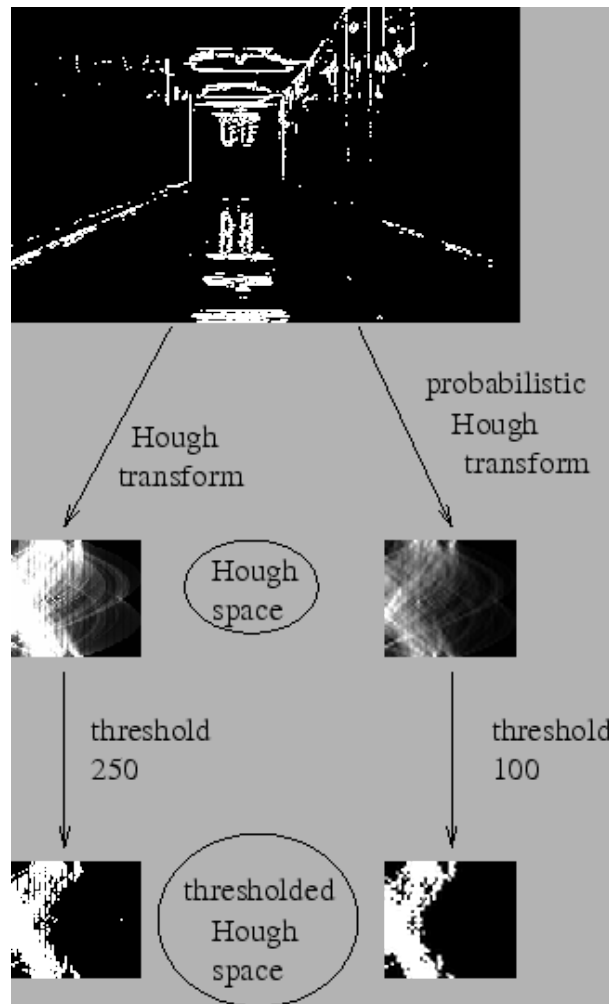 Hough
transform
probabilistic
Hough
transform
Hough
space
threshold
250
threshold
100
thresholded
Hough
space